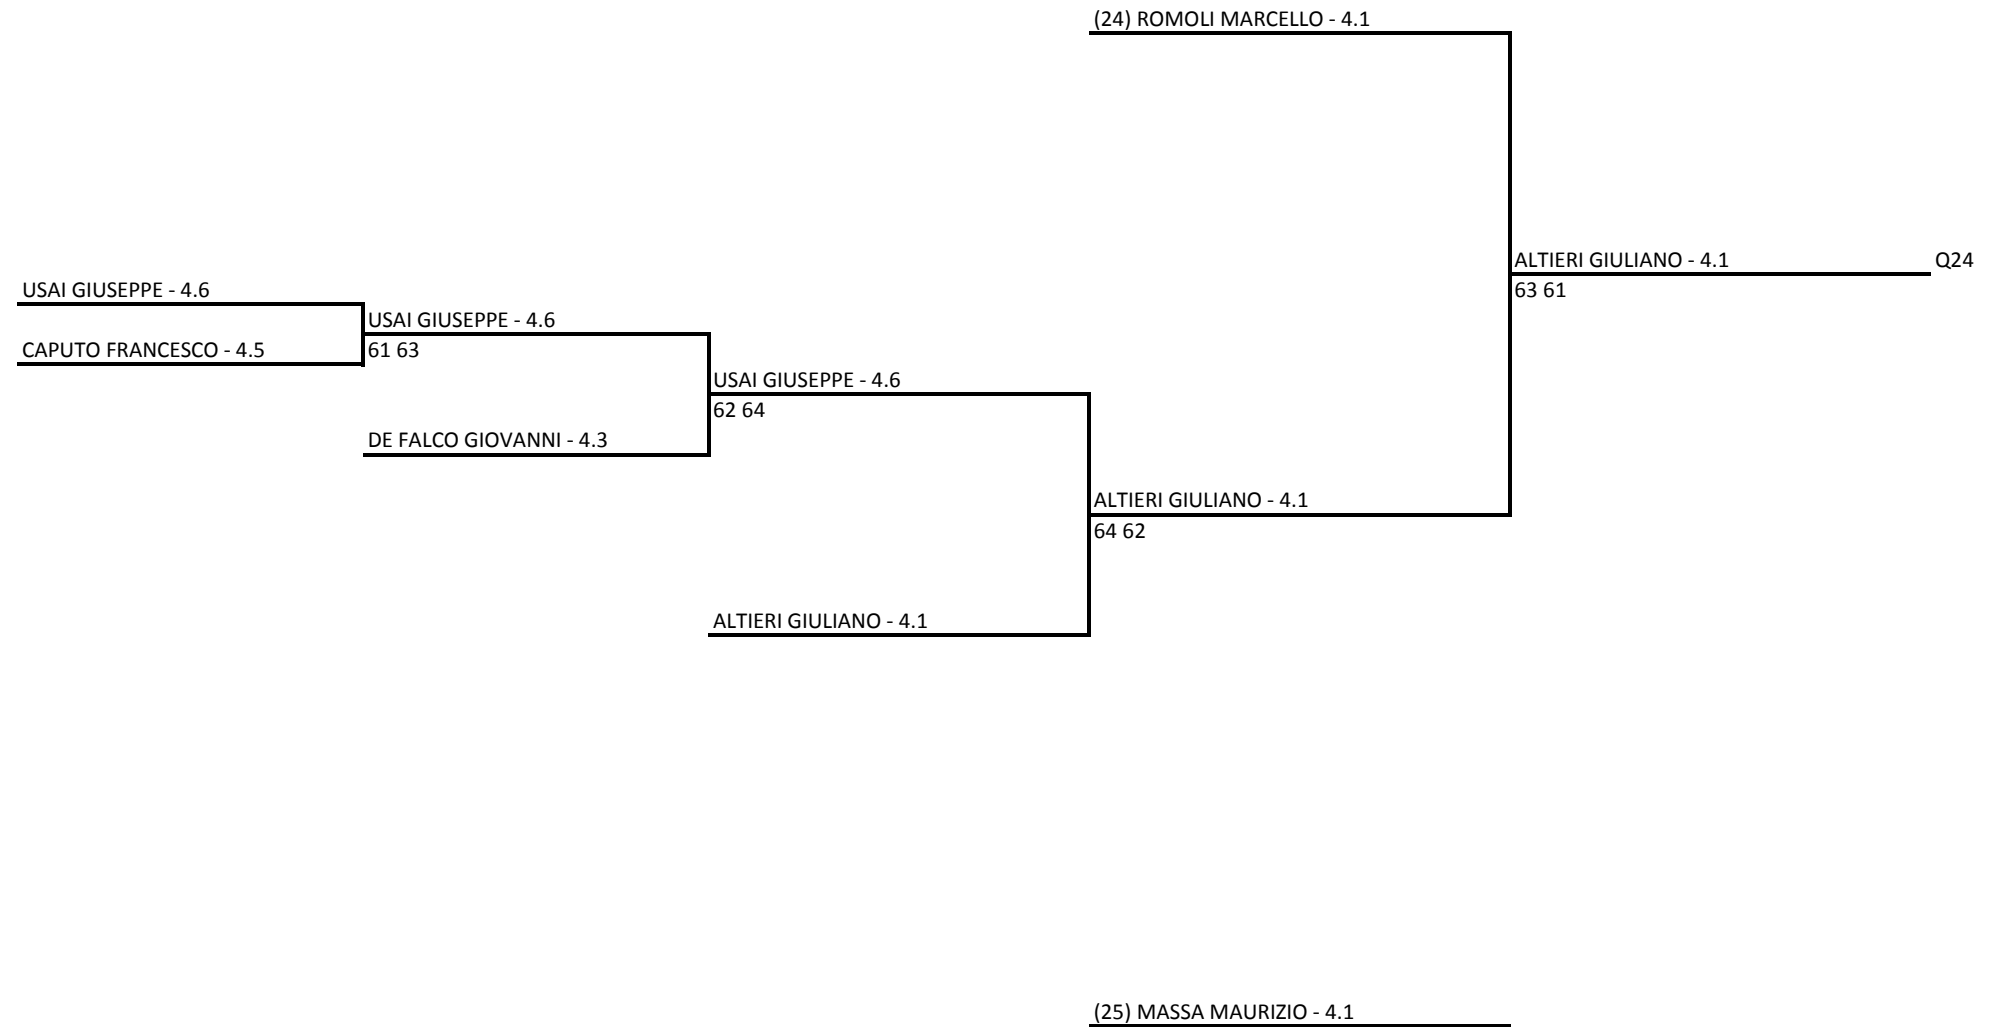 (24) ROMOLI MARCELLO - 4.1
ALTIERI GIULIANO - 4.1
Q24
USAI GIUSEPPE - 4.6
63 61
USAI GIUSEPPE - 4.6
CAPUTO FRANCESCO - 4.5
61 63
USAI GIUSEPPE - 4.6
62 64
DE FALCO GIOVANNI - 4.3
ALTIERI GIULIANO - 4.1
64 62
ALTIERI GIULIANO - 4.1
(25) MASSA MAURIZIO - 4.1